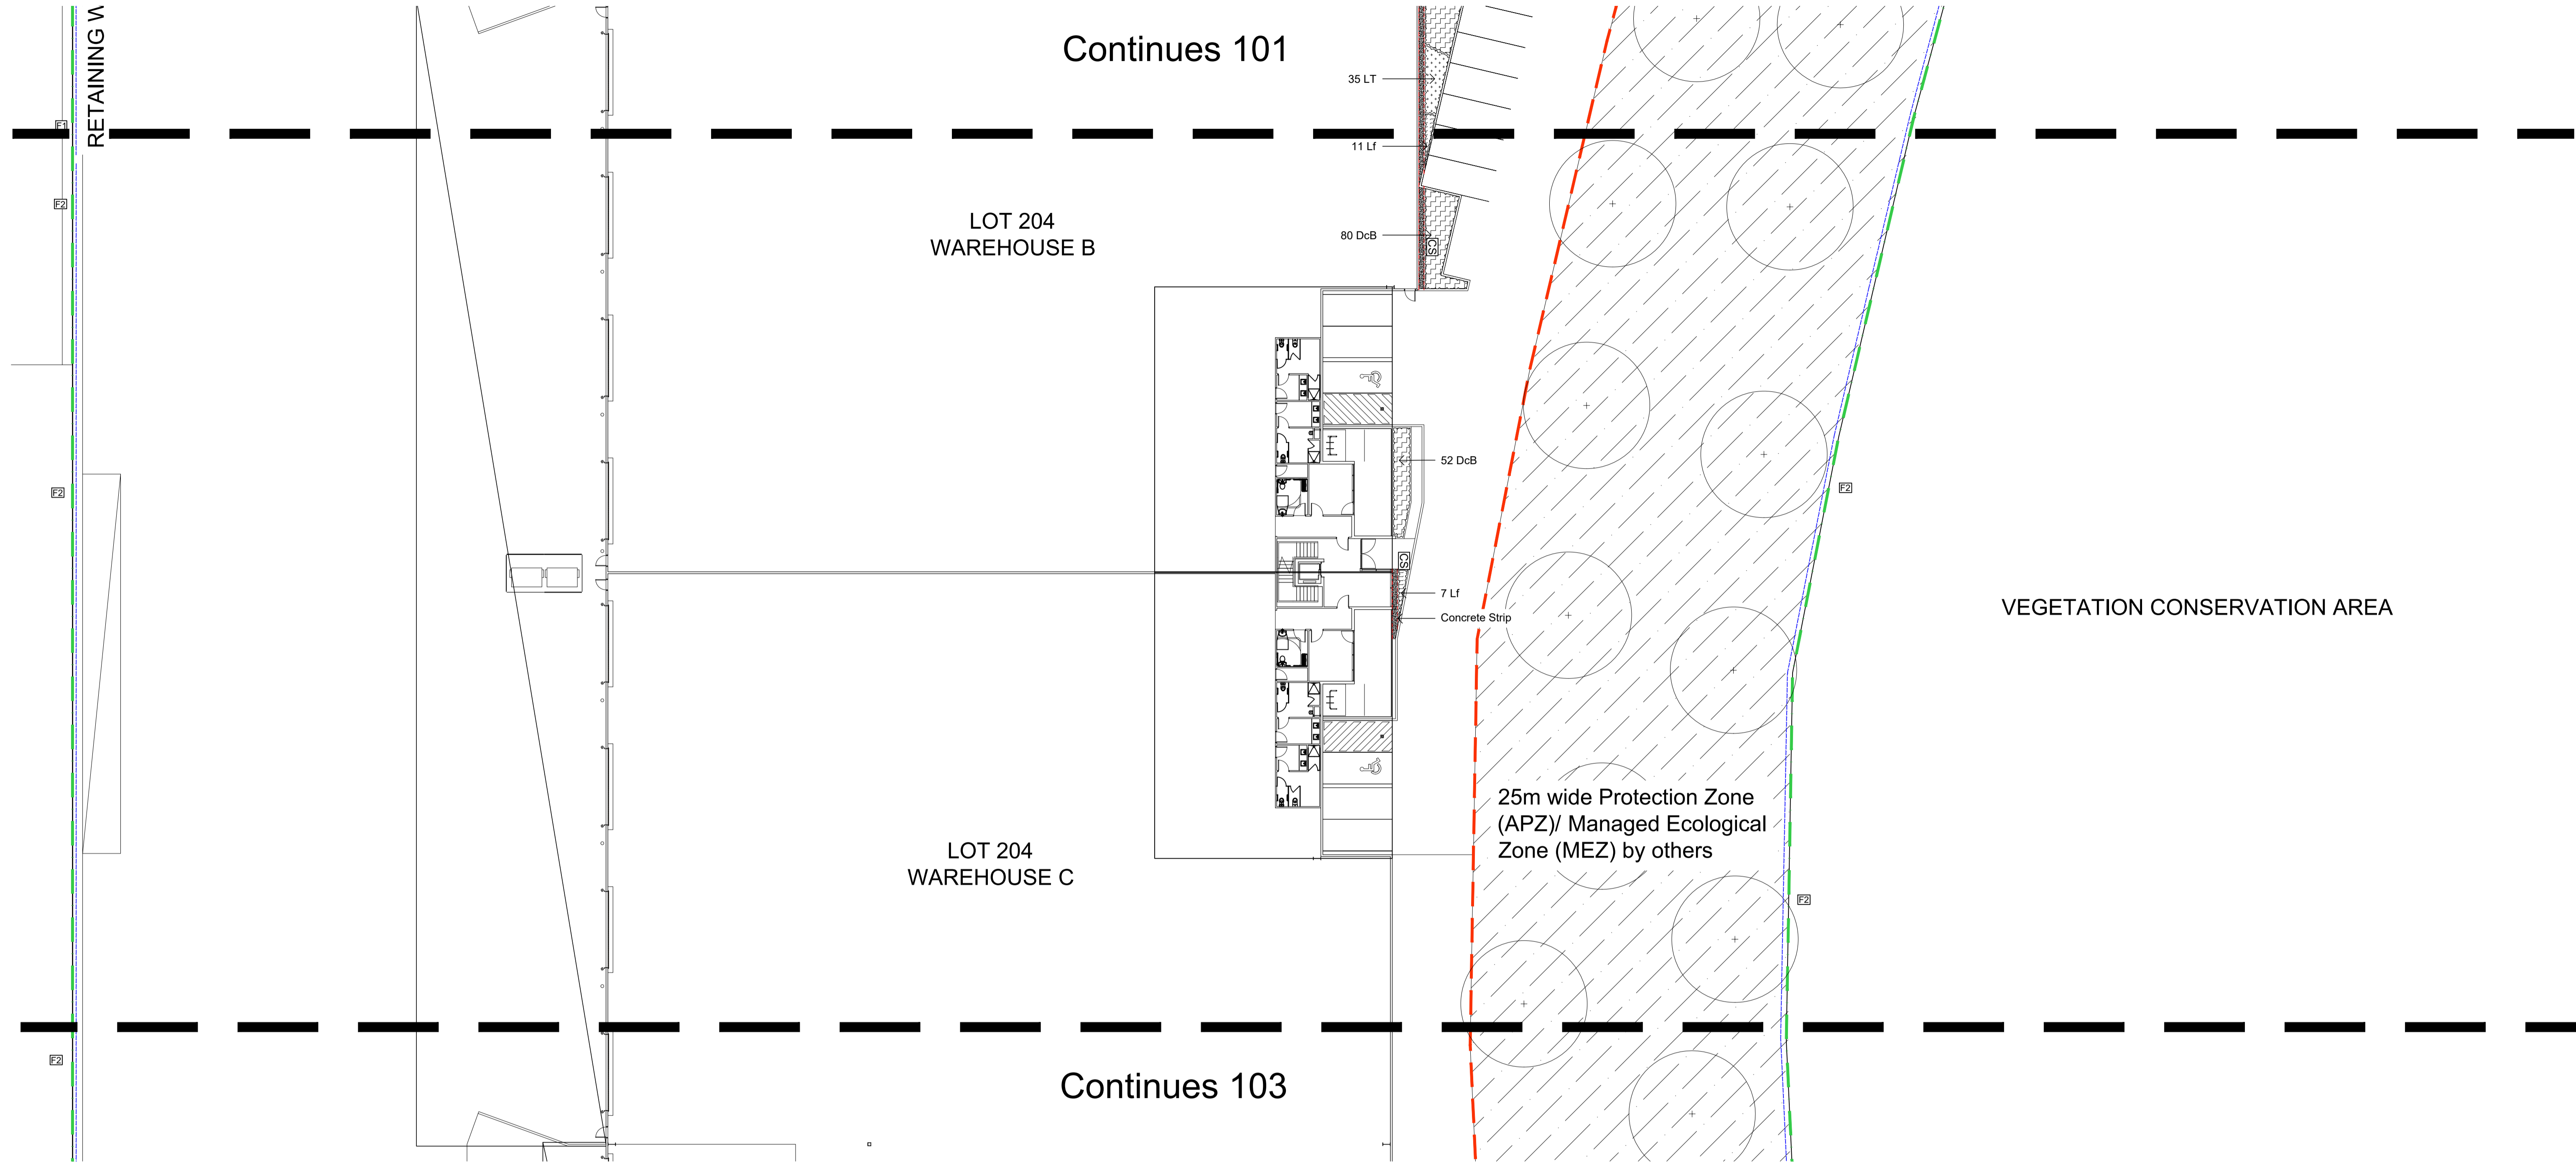 Continues 101
RETAINING W
35 LT
F1
11 Lf
F2
LOT 204
WAREHOUSE B
80 DcB
CS
52 DcB
F2
F2
CS
7 Lf
Concrete Strip
VEGETATION CONSERVATION AREA
25m wide Protection Zone
(APZ)/ Managed Ecological
Zone (MEZ) by others
LOT 204
WAREHOUSE C
F2
F2
Continues 103